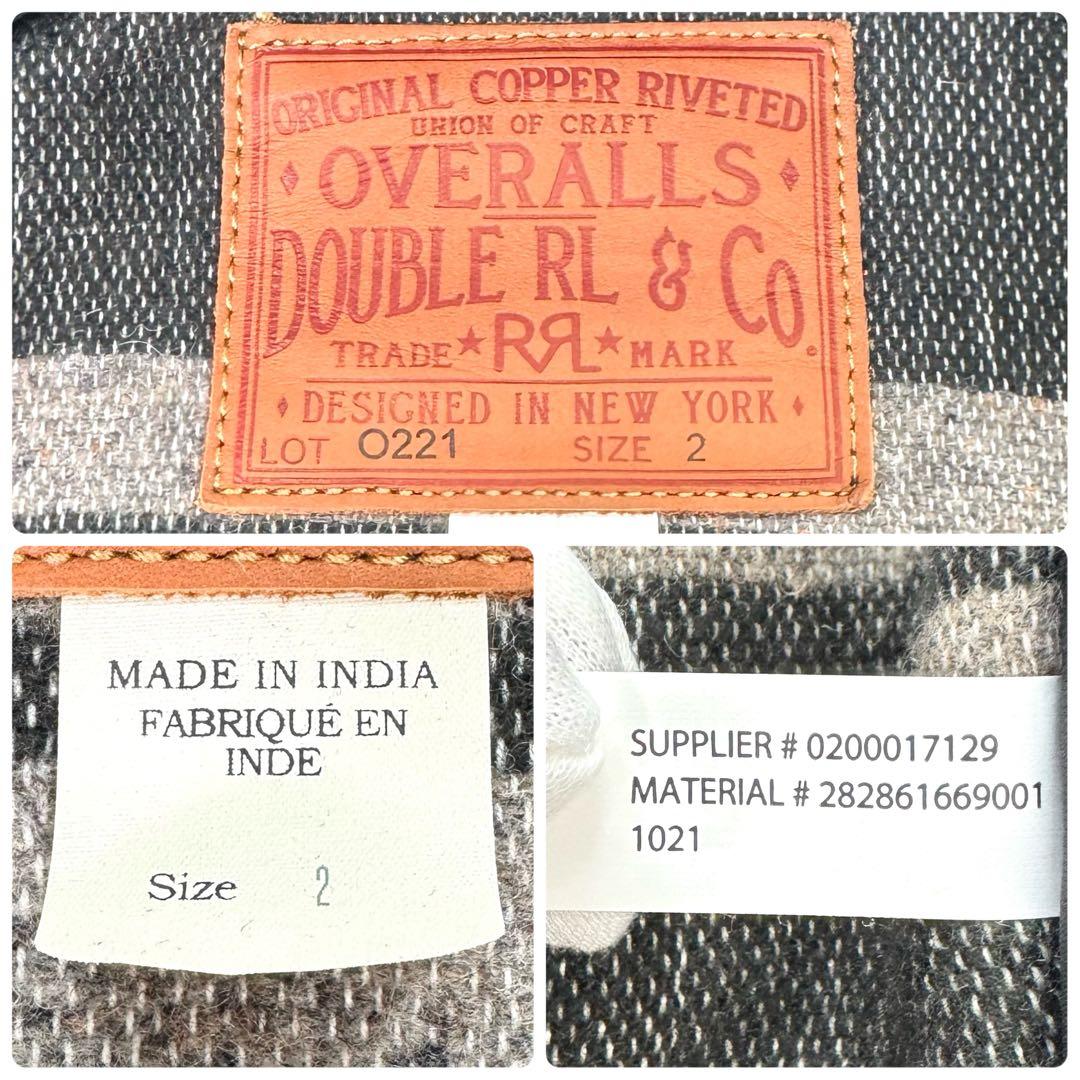 ORIGINAL COPPER RIVETED
UNION OF CRAFT
OVERALLS
DOUBLE RL & CO.
TRADE ★ RRL ★ MARK
DESIGNED IN NEW YORK
LOT 0221 SIZE 2
MADE IN INDIA
FABRIQUÉ EN
INDE
Size 2
SUPPLIER # 0200017129
MATERIAL # 282861669001
1021